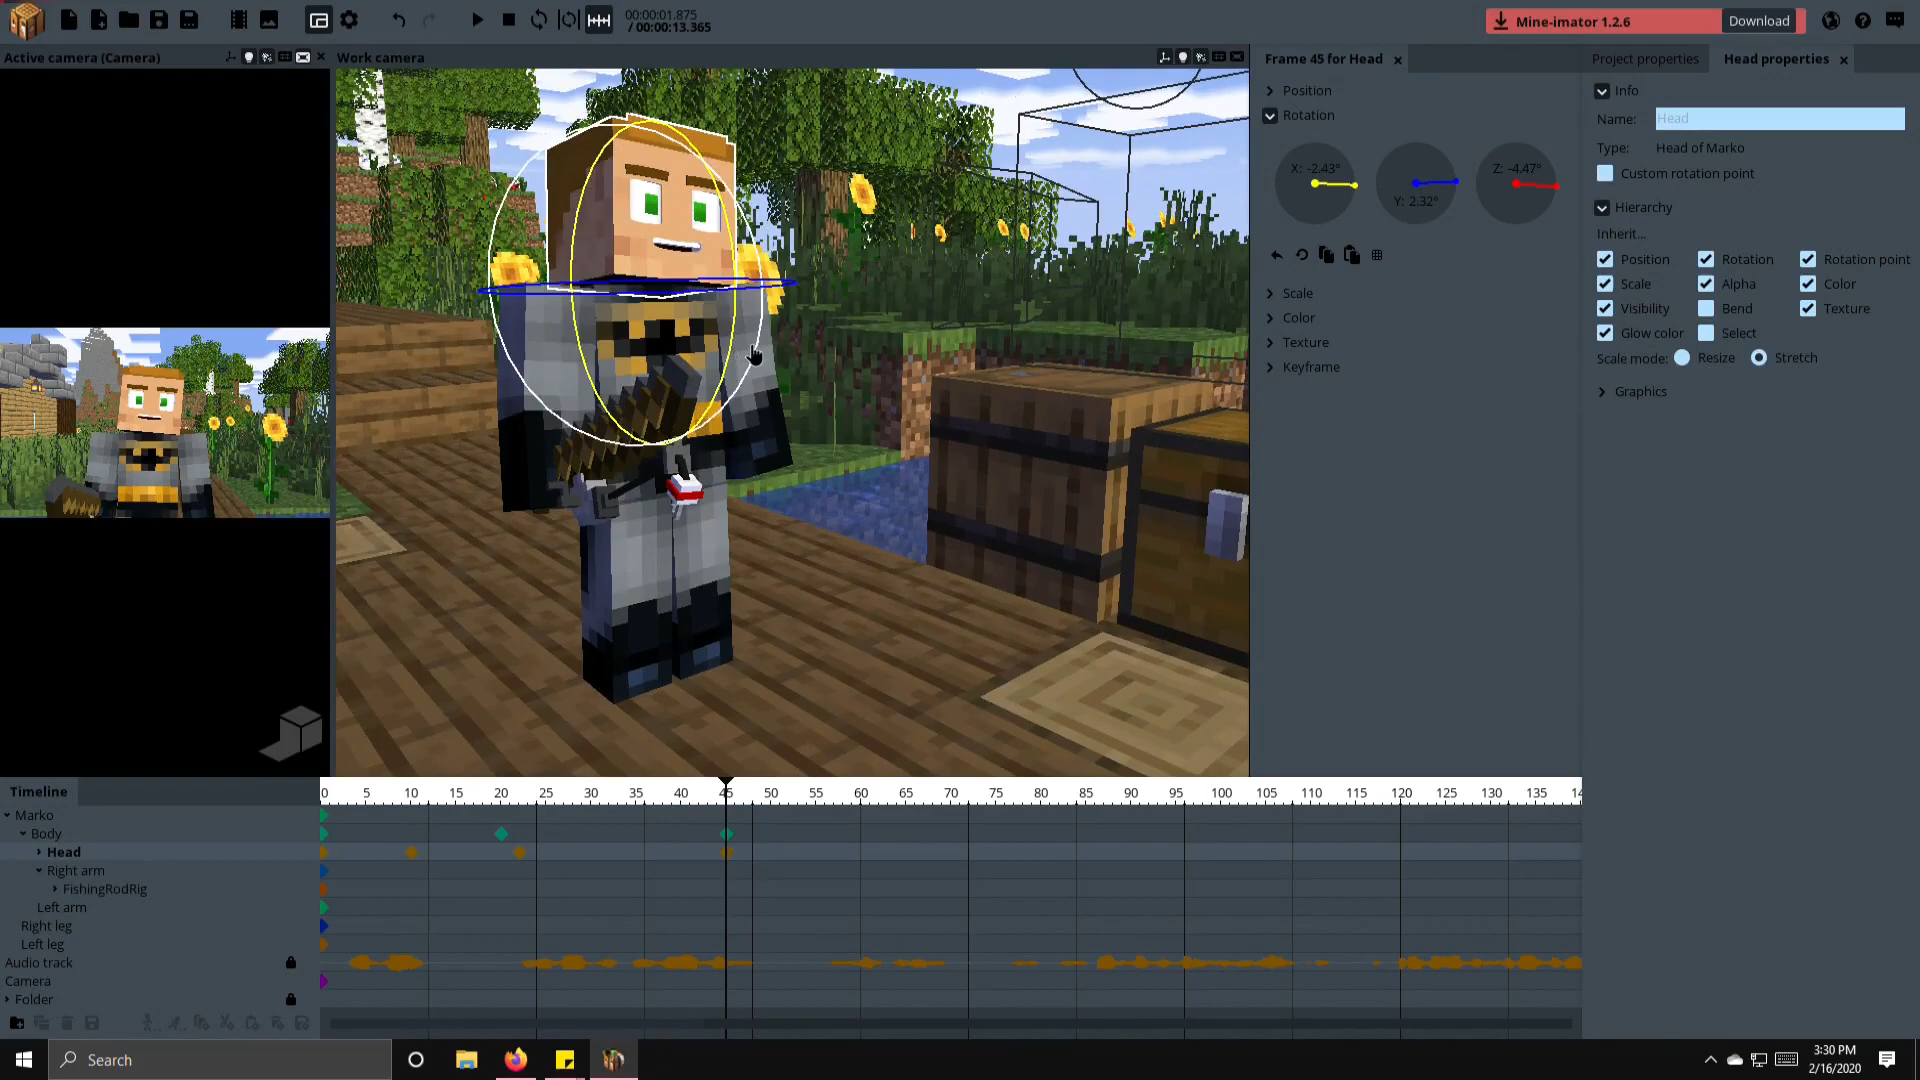 00:00:01.875
/ 00:00:13.365
Mine-imator 1.2.6
Download
Active camera (Camera)
Work camera
Frame 45 for Head
Project properties
Head properties
Position
Rotation
X: -2.43°
Y: 2.32°
Z: -4.47°
Scale
Color
Texture
Keyframe
Info
Name:
Head
Type:
Head of Marko
Custom rotation point
Hierarchy
Inherit...
Position
Rotation
Rotation point
Scale
Alpha
Color
Visibility
Bend
Texture
Glow color
Select
Scale mode:
Resize
Stretch
Graphics
Timeline
0 5 10 15 20 25 30 35 40 45 50 55 60 65 70 75 80 85 90 95 100 105 110 115 120 125 130 135 14
Marko
Body
Head
Right arm
FishingRodRig
Left arm
Right leg
Left leg
Audio track
Camera
Folder
Search
3:30 PM
2/16/2020